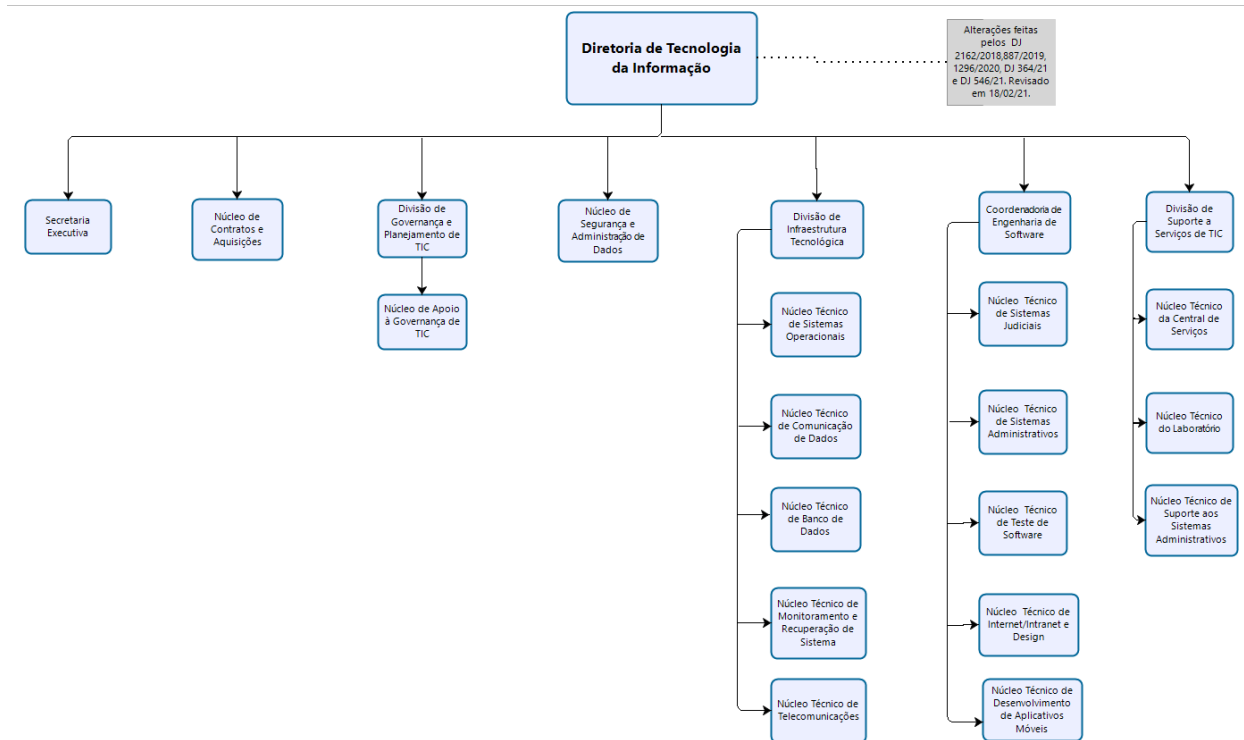 Diretoria de Tecnologia
da Informação
Alterações feitas
pelos DJ
2162/2018,887/2019,
1296/2020, DJ 364/21
e DJ 546/21. Revisado
em 18/02/21.
Secretaria
Executiva
Núcleo de
Contratos e
Aquisições
Divisão de
Governança e
Planejamento de
TIC
Núcleo de Apoio
à Governança de
TIC
Núcleo de
Segurança e
Administração de
Dados
Divisão de
Infraestrutura
Tecnológica
Núcleo Técnico
de Sistemas
Operacionais
Núcleo Técnico
de Comunicação
de Dados
Núcleo Técnico
de Banco de
Dados
Núcleo Técnico de
Monitoramento e
Recuperação de
Sistema
Núcleo Técnico de
Telecomunicações
Coordenadoria de
Engenharia de
Software
Núcleo Técnico
de Sistemas
Judiciais
Núcleo Técnico
de Sistemas
Administrativos
Núcleo Técnico
de Teste de
Software
Núcleo Técnico de
Internet/Intranet e
Design
Núcleo Técnico de
Desenvolvimento
de Aplicativos
Móveis
Divisão de
Suporte a
Serviços de TIC
Núcleo Técnico
da Central de
Serviços
Núcleo Técnico
do Laboratório
Núcleo Técnico de
Suporte aos
Sistemas
Administrativos